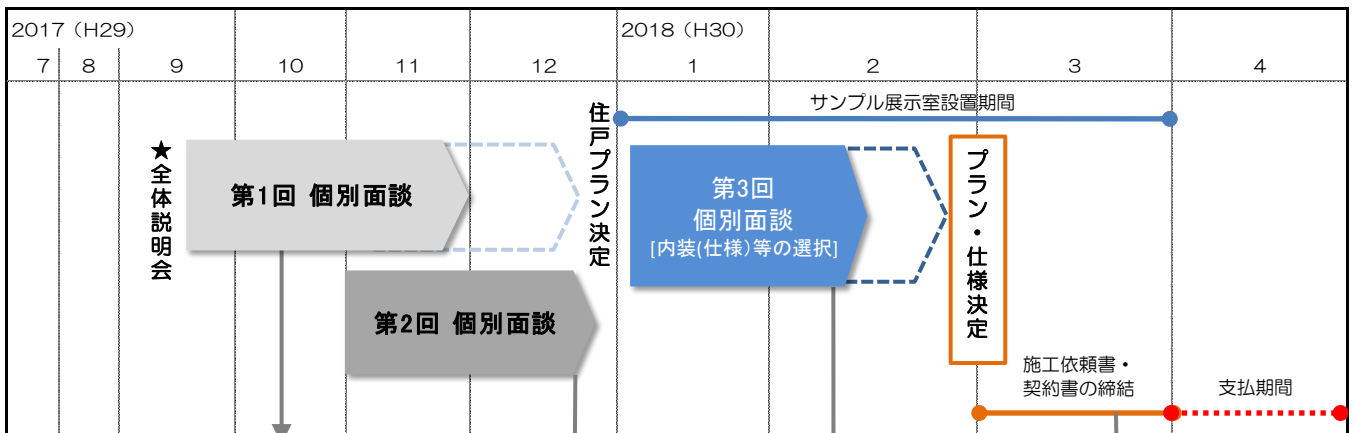 2017（H29）
2018（H30）
7
8
9
10
11
12
1
2
3
4
サンプル展示室設置期間
★全体説明会
第1回 個別面談
住戸プラン決定
第3回
個別面談
[内装(仕様)等の選択]
プラン・仕様決定
第2回 個別面談
施工依頼書・
契約書の締結
支払期間